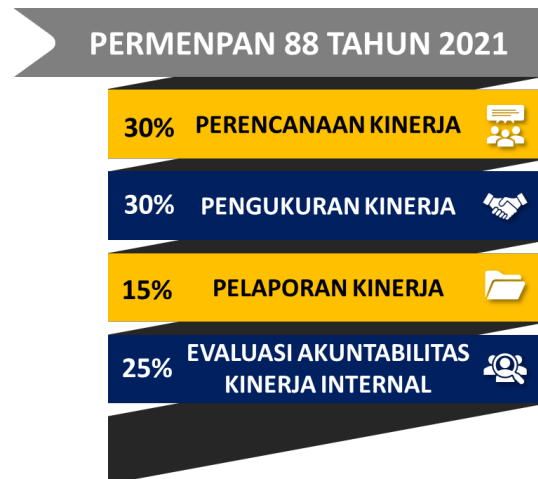 PERMENPAN 88 TAHUN 2021
30% PERENCANAAN KINERJA
30% PENGUKURAN KINERJA
15% PELAPORAN KINERJA
25% EVALUASI AKUNTABILITAS
KINERJA INTERNAL